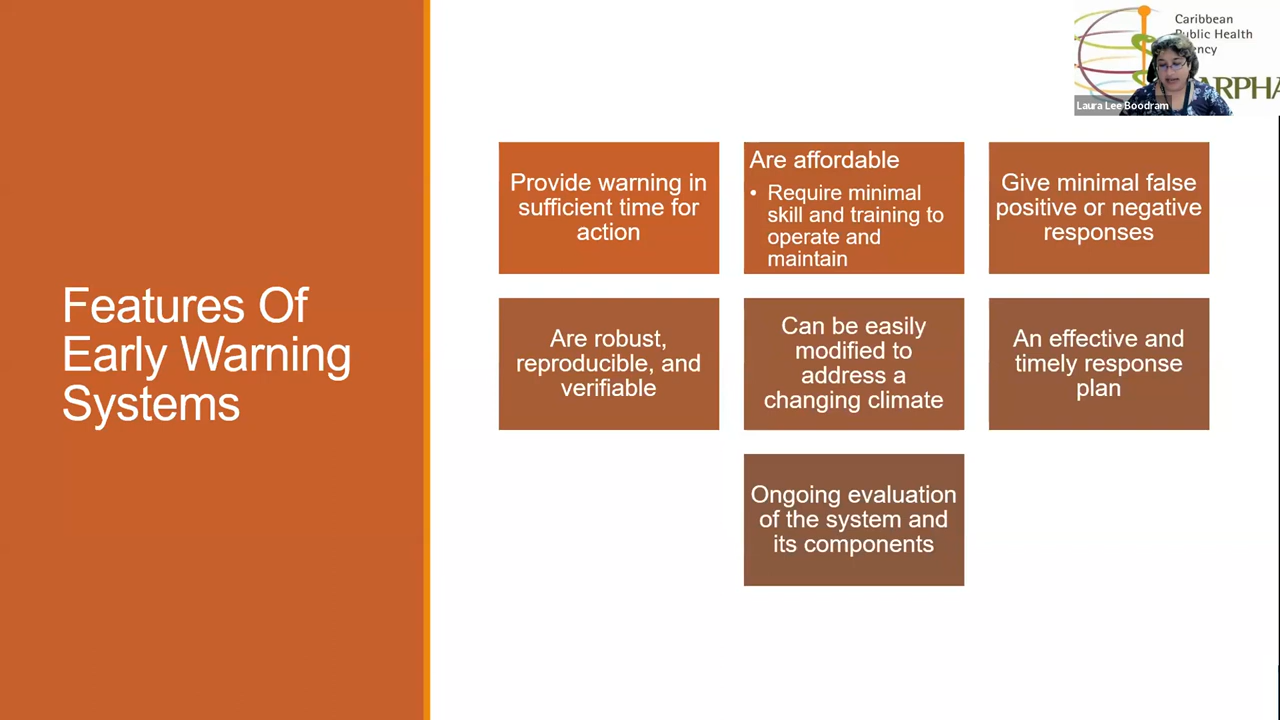 Caribbean
Public Health
Agency
CARPHA
Laura Lee Boodram
Features Of
Early Warning
Systems
Provide warning in
sufficient time for
action
Are affordable
• Require minimal
skill and training to
operate and
maintain
Give minimal false
positive or negative
responses
Are robust,
reproducible, and
verifiable
Can be easily
modified to
address a
changing climate
An effective and
timely response
plan
Ongoing evaluation
of the system and
its components